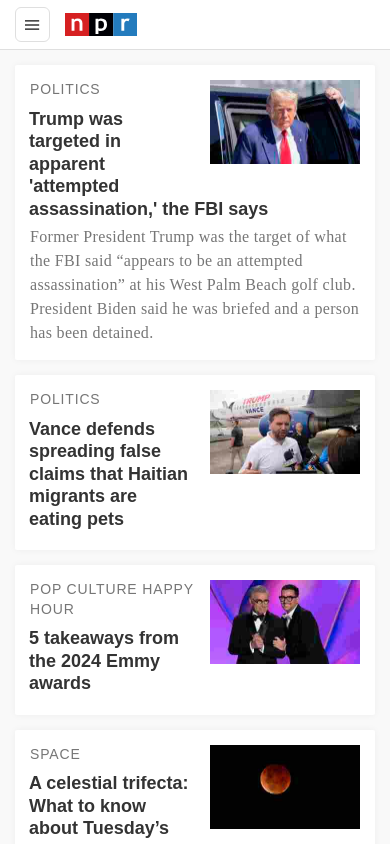 npr
POLITICS
Trump was
targeted in
apparent
'attempted
assassination,' the FBI says
Former President Trump was the target of what
the FBI said “appears to be an attempted
assassination” at his West Palm Beach golf club.
President Biden said he was briefed and a person
has been detained.
POLITICS
Vance defends
spreading false
claims that Haitian
migrants are
eating pets
TRUMP
VANCE
POP CULTURE HAPPY
HOUR
5 takeaways from
the 2024 Emmy
awards
SPACE
A celestial trifecta:
What to know
about Tuesday’s